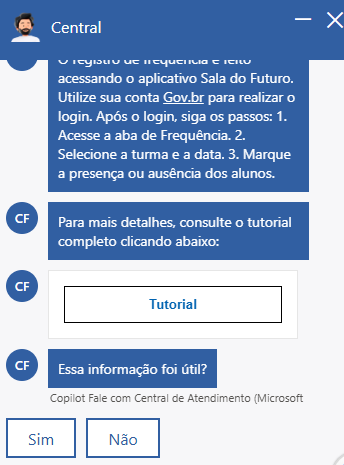 Central
O registro de frequência é feito
acessando o aplicativo Sala do Futuro.
Utilize sua conta Gov.br para realizar o
login. Após o login, siga os passos: 1.
Acesse a aba de Frequência. 2.
Selecione a turma e a data. 3. Marque
a presença ou ausência dos alunos.
CF
Para mais detalhes, consulte o tutorial
completo clicando abaixo:
CF
Tutorial
CF
Essa informação foi útil?
Copilot Fale com Central de Atendimento (Microsoft
Sim
Não